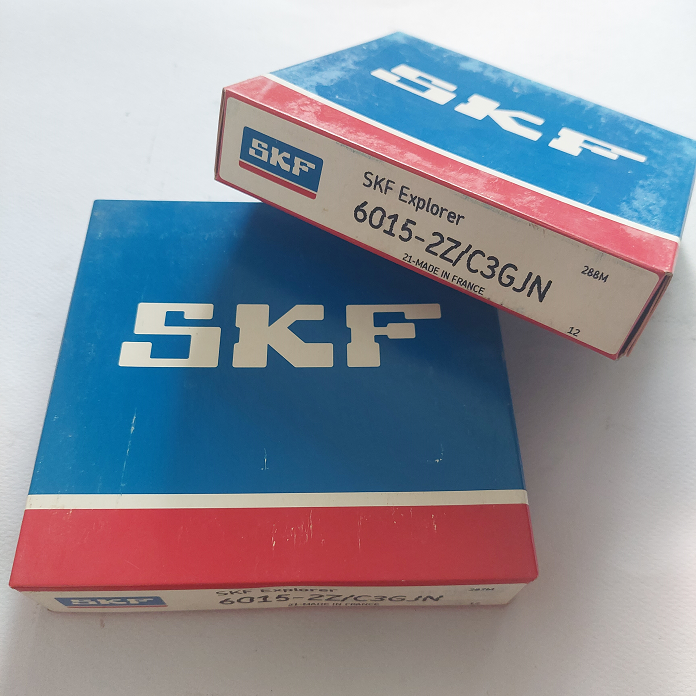 SKF
SKF
SKF Explorer
6015-2Z/C3GJN
21-MADE IN FRANCE
288M
12
SKF
SKF
SKF Explorer
6015-2Z/C3GJN
21-MADE IN FRANCE